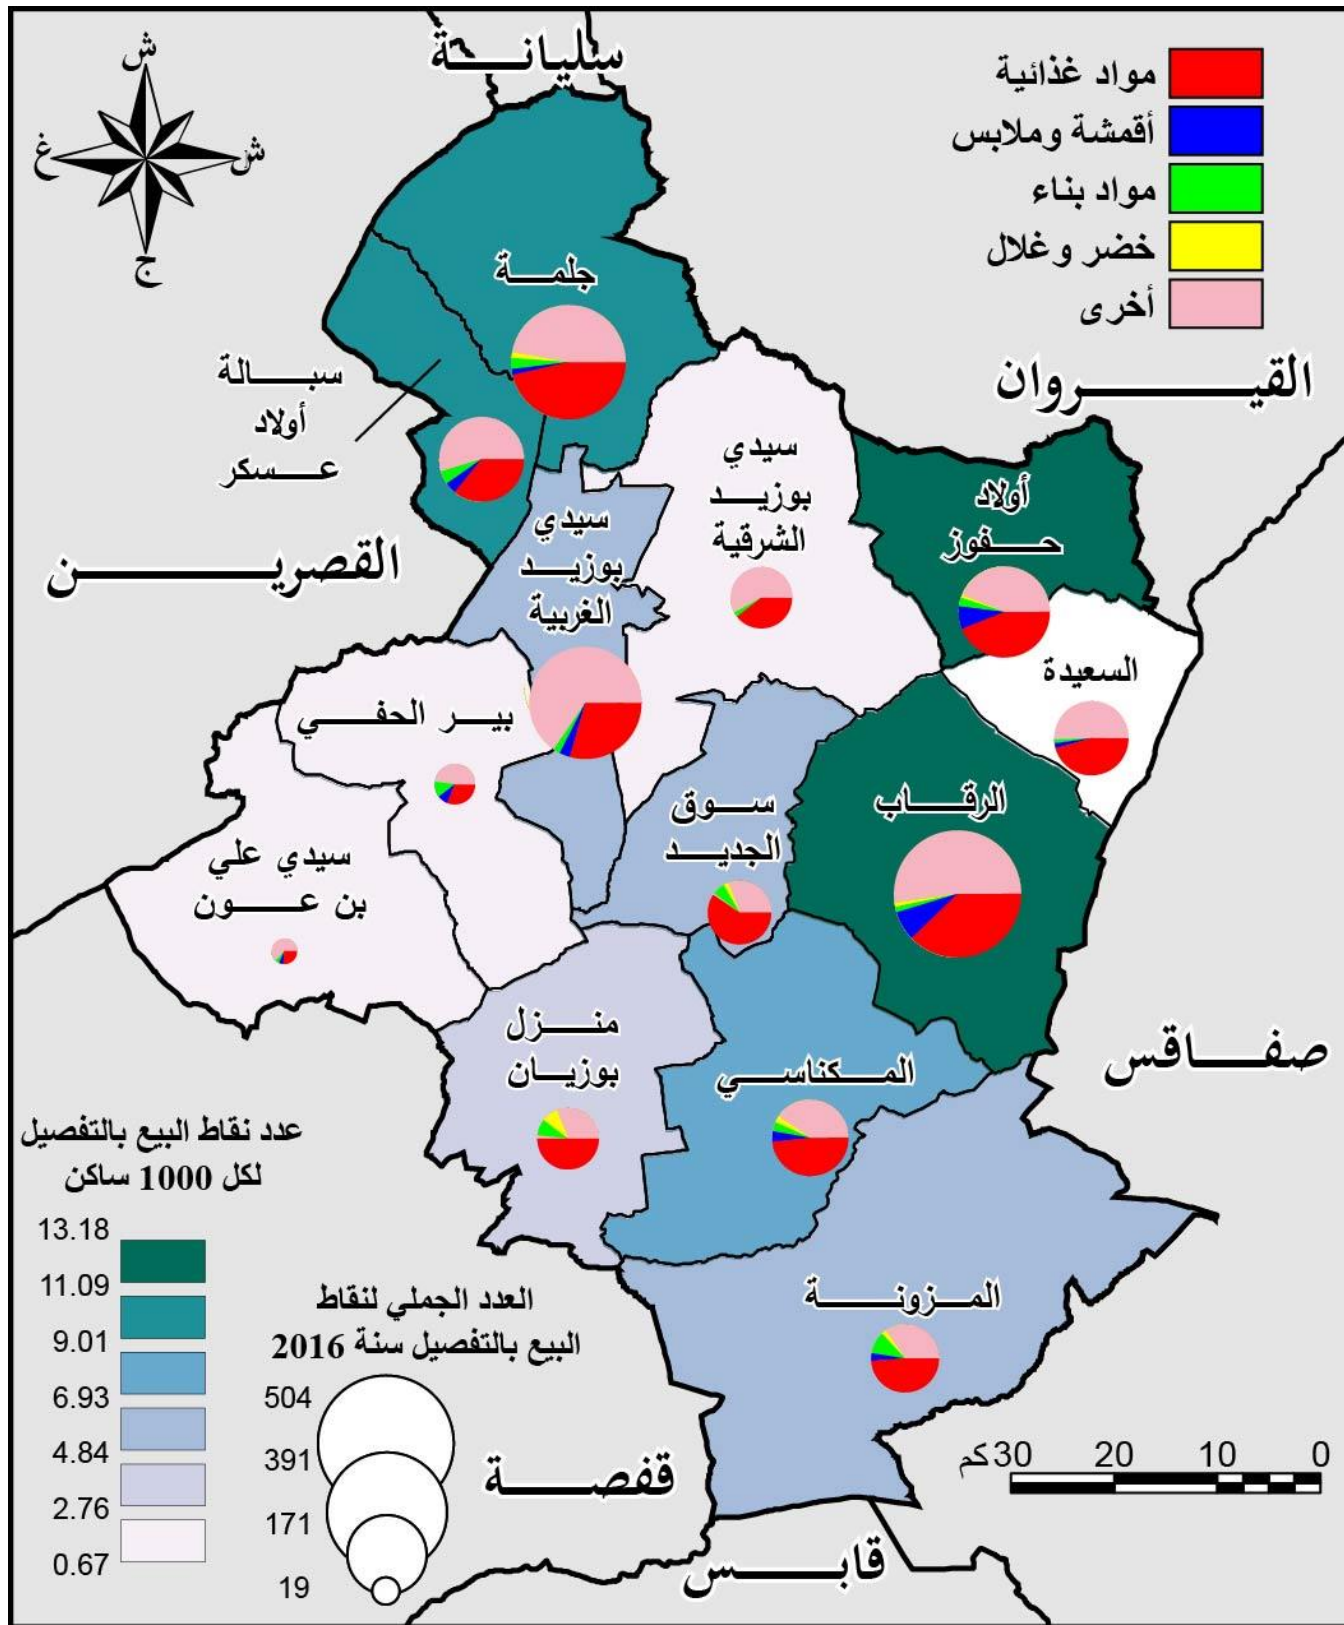 سليانة
ش
غ
ش
ج
مواد غذائية
أقمشة وملابس
مواد بناء
خضر وغلال
أخرى
جلمة
القيروان
سبالة
أولاد
عسكر
سيدي
بوزيد
الشرقية
أولاد
حفوز
سيدي
بوزيد
الغربية
القصرين
السعيدة
بير الحفي
الرقاب
سوق
الجديد
سيدي علي
بن عون
منزل
بوزيان
المكناسي
صفاقس
عدد نقاط البيع بالتفصيل
لكل 1000 ساكن
13.18
11.09
9.01
6.93
4.84
2.76
0.67
العدد الجملي لنقاط
البيع بالتفصيل سنة 2016
504
391
171
19
المزونة
قفصة
قابس
0 10 20 30 كم